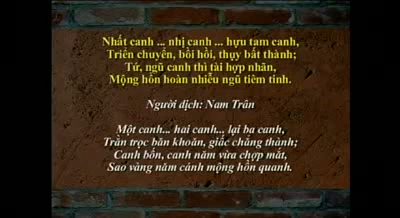 Nhất canh ... nhị canh ... hựu tam canh,
Triển chuyển, bồi hồi, thụy bất thành;
Tứ, ngũ canh thì tài hợp nhãn,
Mộng hồn hoàn nhiễu ngũ tiêm tinh.
Người dịch: Nam Trân
Một canh... hai canh... lại ba canh,
Trằn trọc băn khoăn, giấc chẳng thành;
Canh bốn, canh năm vừa chợp mắt,
Sao vàng năm cánh mộng hồn quanh.